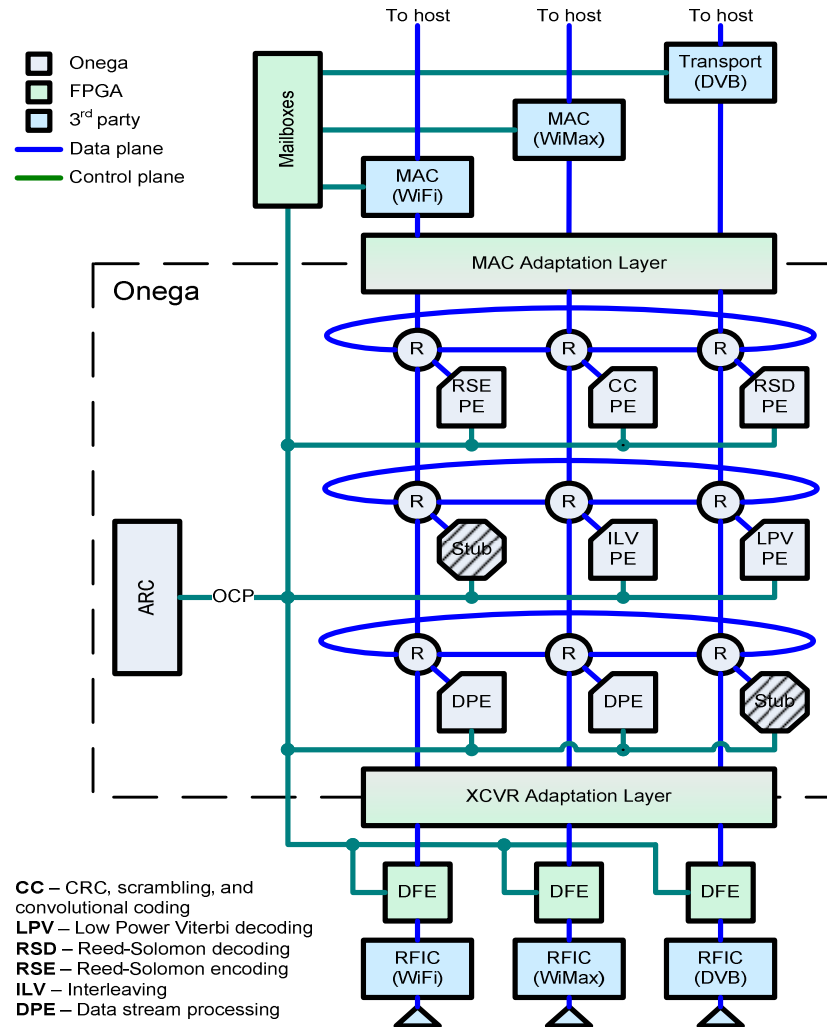 To host
To host
To host
Onega
FPGA
3rd party
Data plane
Control plane
Mailboxes
Transport
(DVB)
MAC
(WiMax)
MAC
(WiFi)
MAC Adaptation Layer
Onega
R
R
R
RSE
PE
CC
PE
RSD
PE
R
R
R
Stub
ILV
PE
LPV
PE
ARC
OCP
R
R
R
DPE
DPE
Stub
XCVR Adaptation Layer
DFE
DFE
DFE
RFIC
(WiFi)
RFIC
(WiMax)
RFIC
(DVB)
CC – CRC, scrambling, and
convolutional coding
LPV – Low Power Viterbi decoding
RSD – Reed-Solomon decoding
RSE – Reed-Solomon encoding
ILV – Interleaving
DPE – Data stream processing